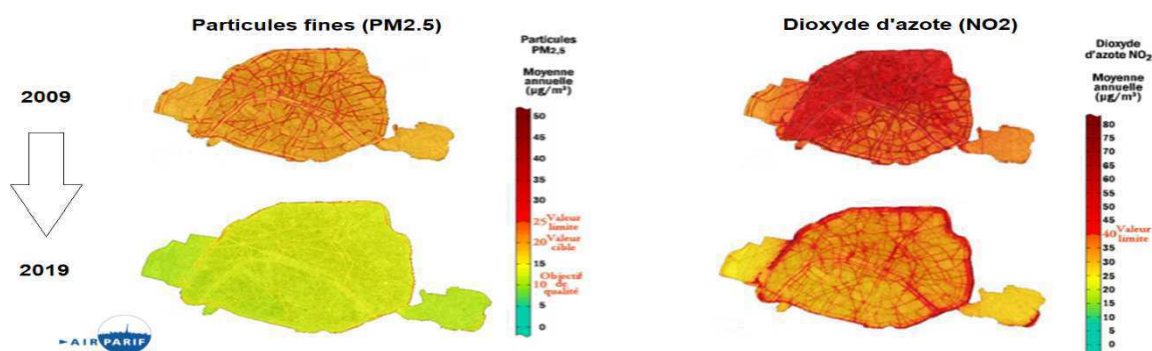 Particules fines (PM2.5)
Dioxyde d'azote (NO2)
2009
2019
Particules
PM2,5
Moyenne
annuelle
(µg/m³)
50
45
40
35
30
25 Valeur limite
20 Valeur cible
15
10 Objectif de qualité
5
0
Dioxyde
d'azote NO2
Moyenne
annuelle
(µg/m³)
80
75
70
65
60
55
50
45
40 Valeur limite
35
30
25
20
15
10
5
0
AIRPARIF